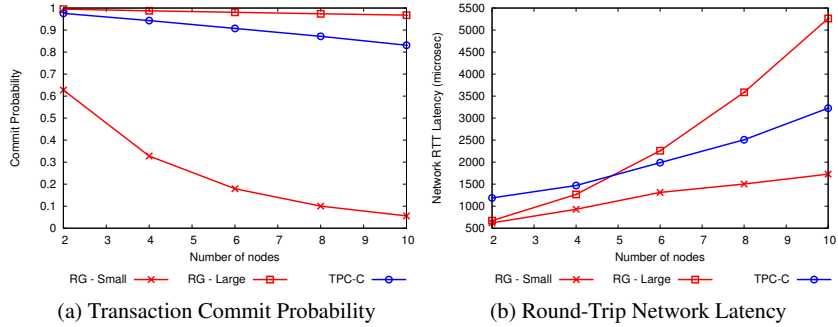 Commit Probability
1
0.9
0.8
0.7
0.6
0.5
0.4
0.3
0.2
0.1
0
2 3 4 5 6 7 8 9 10
Number of nodes
RG - Small RG - Large TPC-C
(a) Transaction Commit Probability
Network RTT Latency (microsec)
5500
5000
4500
4000
3500
3000
2500
2000
1500
1000
500
2 3 4 5 6 7 8 9 10
Number of nodes
RG - Small RG - Large TPC-C
(b) Round-Trip Network Latency